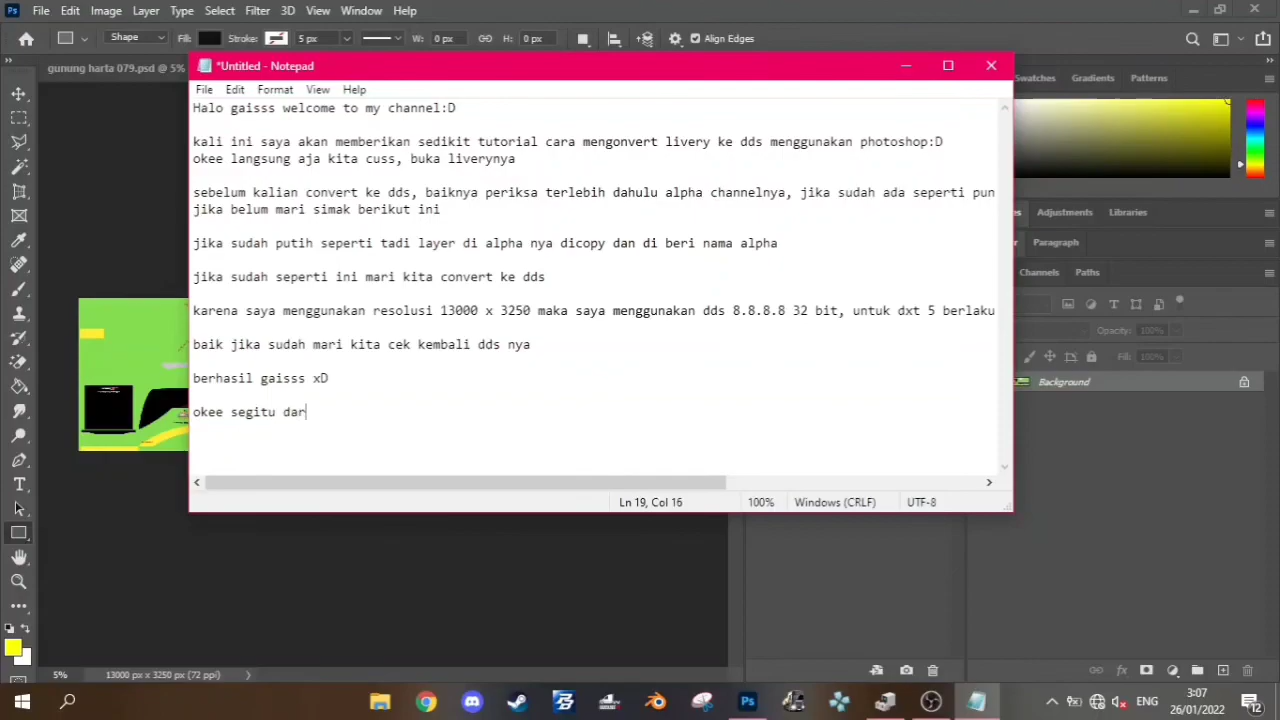 Ps File Edit Image Layer Type Select Filter 3D View Window Help
Shape Fill: Stroke: 5 px W: 0 px H: 0 px Align Edges
gunung harta 079.psd @ 5%
*Untitled - Notepad
File Edit Format View Help
Halo gaisss welcome to my channel:D
kali ini saya akan memberikan sedikit tutorial cara mengonvert livery ke dds menggunakan photoshop:D
okee langsung aja kita cuss, buka liverynya
sebelum kalian convert ke dds, baiknya periksa terlebih dahulu alpha channelnya, jika sudah ada seperti pun
jika belum mari simak berikut ini
jika sudah putih seperti tadi layer di alpha nya dicopy dan di beri nama alpha
jika sudah seperti ini mari kita convert ke dds
karena saya menggunakan resolusi 13000 x 3250 maka saya menggunakan dds 8.8.8.8 32 bit, untuk dxt 5 berlaku
baik jika sudah mari kita cek kembali dds nya
berhasil gaisss xD
okee segitu dar
Ln 19, Col 16 100% Windows (CRLF) UTF-8
Swatches Gradients Patterns
Adjustments Libraries
Paragraph
Channels Paths
Opacity: 100%
Fill: 100%
Background
5% 13000 px x 3250 px (72 ppi)
Ps
ENG
3:07
26/01/2022
12